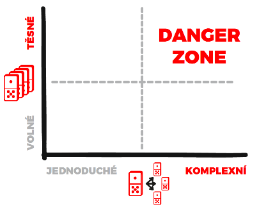 TĚSNÉ
DANGER
ZONE
VOLNÉ
JEDNODUCHÉ
KOMPLEXNÍ